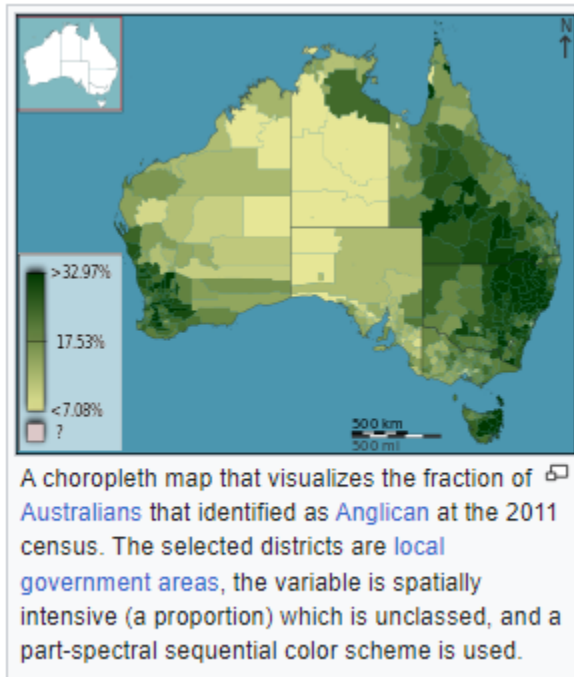 N
>32.97%
17.53%
<7.08%
?
500 km
500 mi
A choropleth map that visualizes the fraction of
Australians that identified as Anglican at the 2011
census. The selected districts are local
government areas, the variable is spatially
intensive (a proportion) which is unclassed, and a
part-spectral sequential color scheme is used.